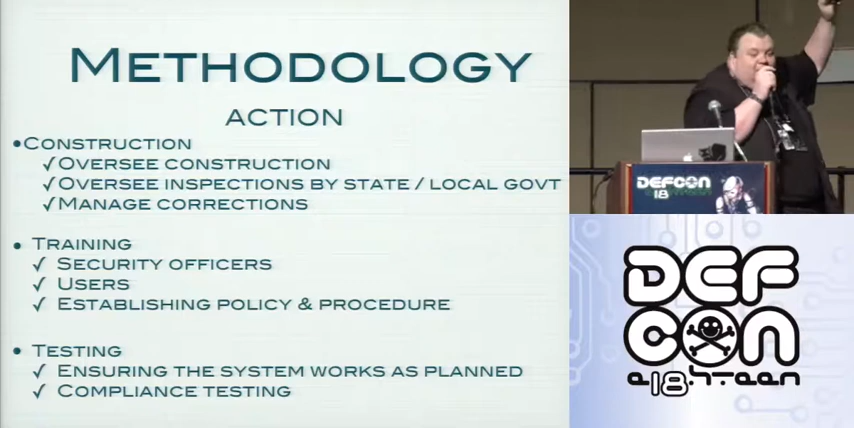 METHODOLOGY
ACTION
•CONSTRUCTION
✓OVERSEE CONSTRUCTION
✓OVERSEE INSPECTIONS BY STATE / LOCAL GOVT
✓MANAGE CORRECTIONS
• TRAINING
✓ SECURITY OFFICERS
✓ USERS
✓ ESTABLISHING POLICY & PROCEDURE
• TESTING
✓ ENSURING THE SYSTEM WORKS AS PLANNED
✓ COMPLIANCE TESTING
DEFCON
18
DEF
CON
18